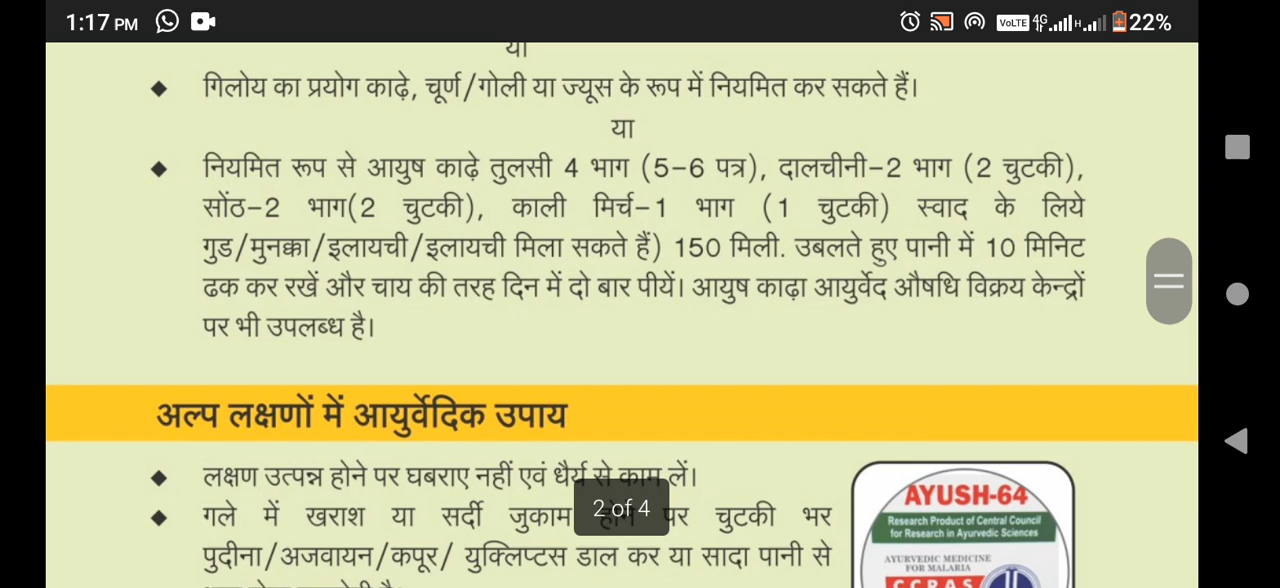 1:17 PM
VoLTE 4G H 22%
या
गिलोय का प्रयोग काढ़े, चूर्ण/गोली या ज्यूस के रूप में नियमित कर सकते हैं।
या
नियमित रूप से आयुष काढ़े तुलसी 4 भाग (5-6 पत्र), दालचीनी-2 भाग (2 चुटकी),
सोंठ-2 भाग(2 चुटकी), काली मिर्च-1 भाग (1 चुटकी) स्वाद के लिये
गुड/मुनक्का/इलायची/इलायची मिला सकते हैं) 150 मिली. उबलते हुए पानी में 10 मिनिट
ढक कर रखें और चाय की तरह दिन में दो बार पीयें। आयुष काढ़ा आयुर्वेद औषधि विक्रय केन्द्रों
पर भी उपलब्ध है।
अल्प लक्षणों में आयुर्वेदिक उपाय
लक्षण उत्पन्न होने पर घबराए नहीं एवं धैर्य से काम लें।
2 of 4
गले में खराश या सर्दी जुकाम होने पर चुटकी भर
पुदीना/अजवायन/कपूर/ युक्लिप्टस डाल कर या सादा पानी से
AYUSH-64
Research Product of Central Council
for Research in Ayurvedic Sciences
AYURVEDIC MEDICINE
FOR MALARIA
CCRAS